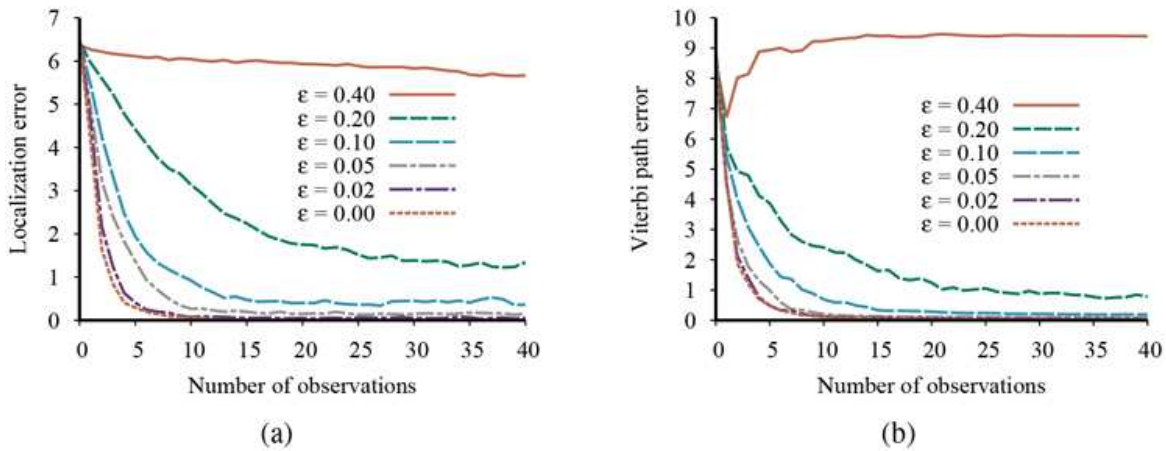 7
6
5
4
3
2
1
0
Localization error
ε = 0.40
ε = 0.20
ε = 0.10
ε = 0.05
ε = 0.02
ε = 0.00
0 5 10 15 20 25 30 35 40
Number of observations
(a)
10
9
8
7
6
5
4
3
2
1
0
Viterbi path error
ε = 0.40
ε = 0.20
ε = 0.10
ε = 0.05
ε = 0.02
ε = 0.00
0 5 10 15 20 25 30 35 40
Number of observations
(b)